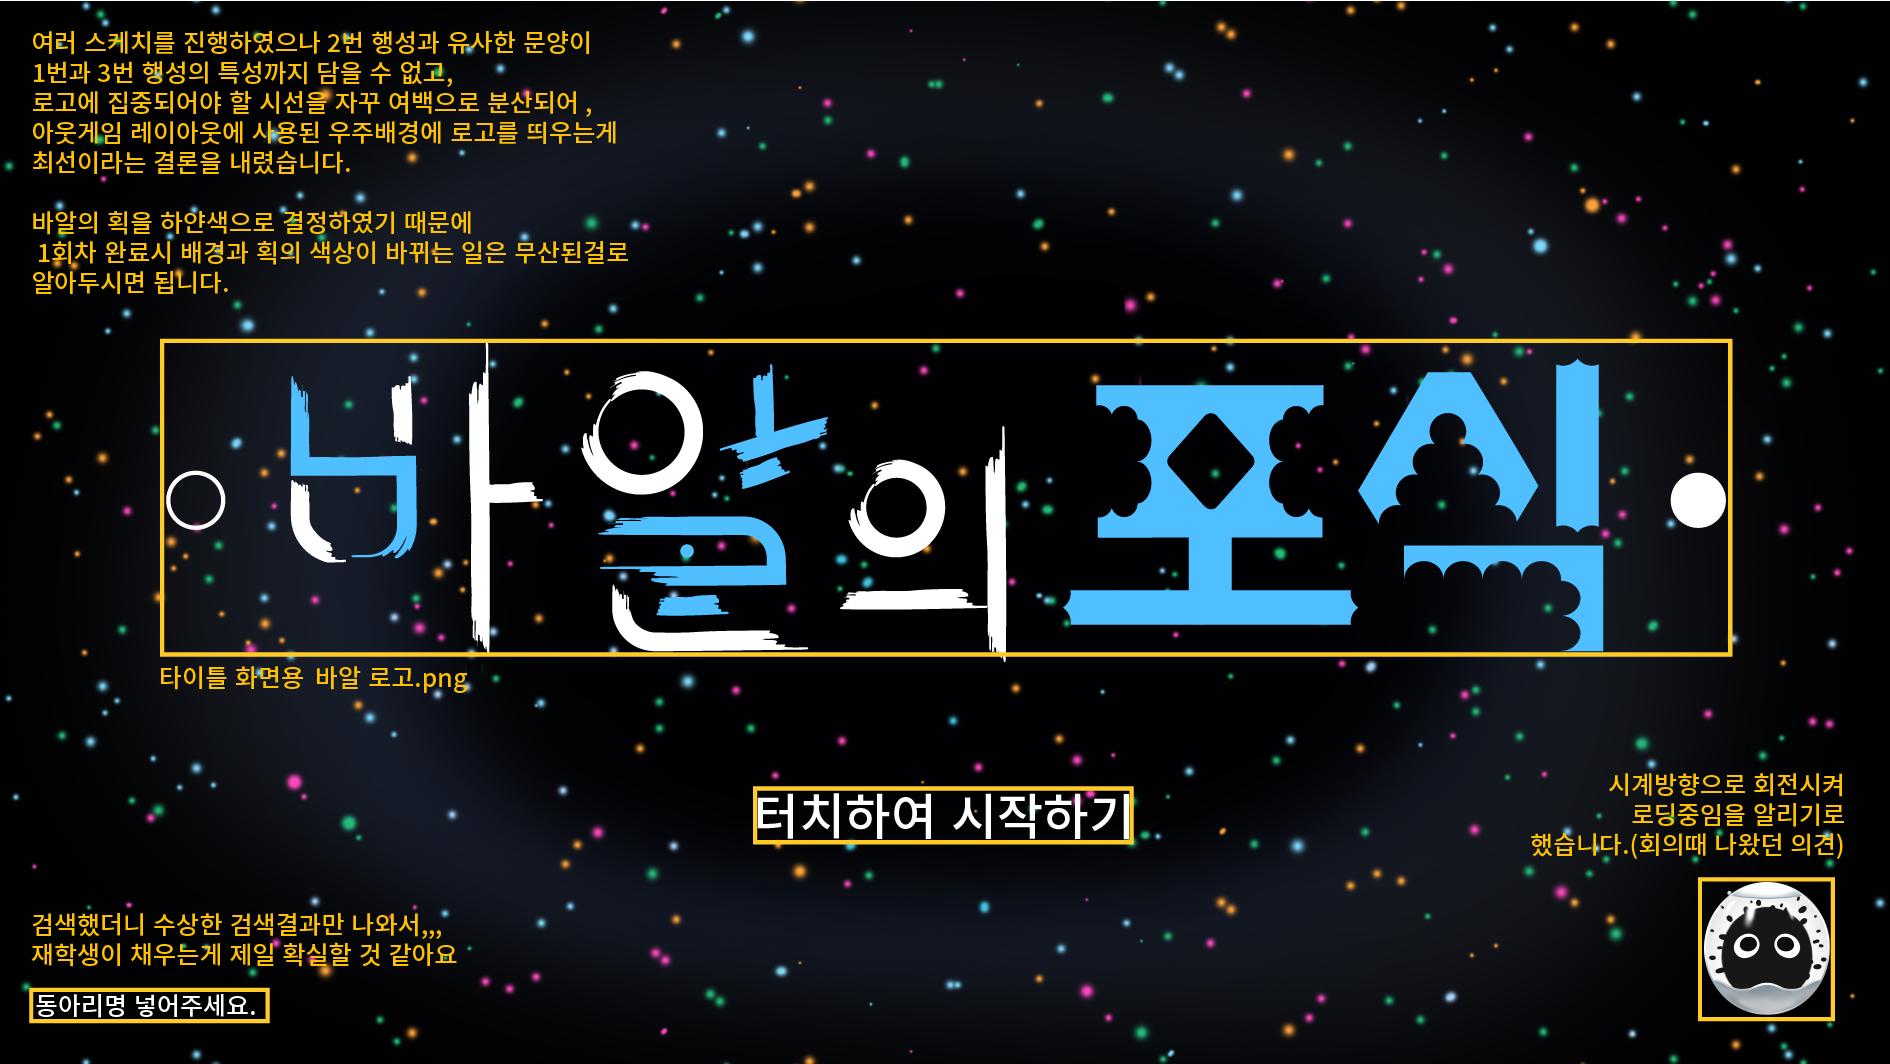 여러 스케치를 진행하였으나 2번 행성과 유사한 문양이
1번과 3번 행성의 특성까지 담을 수 없고,
로고에 집중되어야 할 시선을 자꾸 여백으로 분산되어 ,
아웃게임 레이아웃에 사용된 우주배경에 로고를 띄우는게
최선이라는 결론을 내렸습니다.
바알의 획을 하얀색으로 결정하였기 때문에
1회차 완료시 배경과 획의 색상이 바뀌는 일은 무산된걸로
알아두시면 됩니다.
바알의포식
타이틀 화면용 바알 로고.png
터치하여 시작하기
시계방향으로 회전시켜
로딩중임을 알리기로
했습니다.(회의때 나왔던 의견)
검색했더니 수상한 검색결과만 나와서,,,
재학생이 채우는게 제일 확실할 것 같아요
동아리명 넣어주세요.